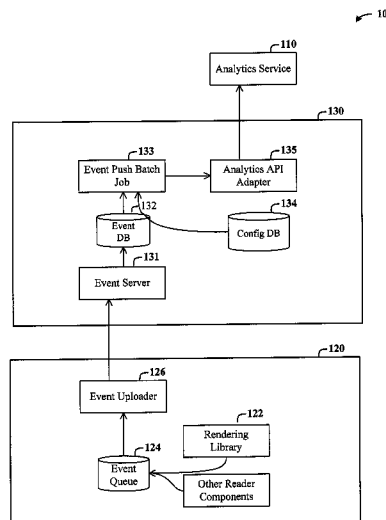 10
110
Analytics Service
130
133
Event Push Batch
Job
135
Analytics API
Adapter
132
Event
DB
134
Config DB
131
Event Server
120
126
Event Uploader
122
Rendering
Library
124
Event
Queue
Other Reader
Components